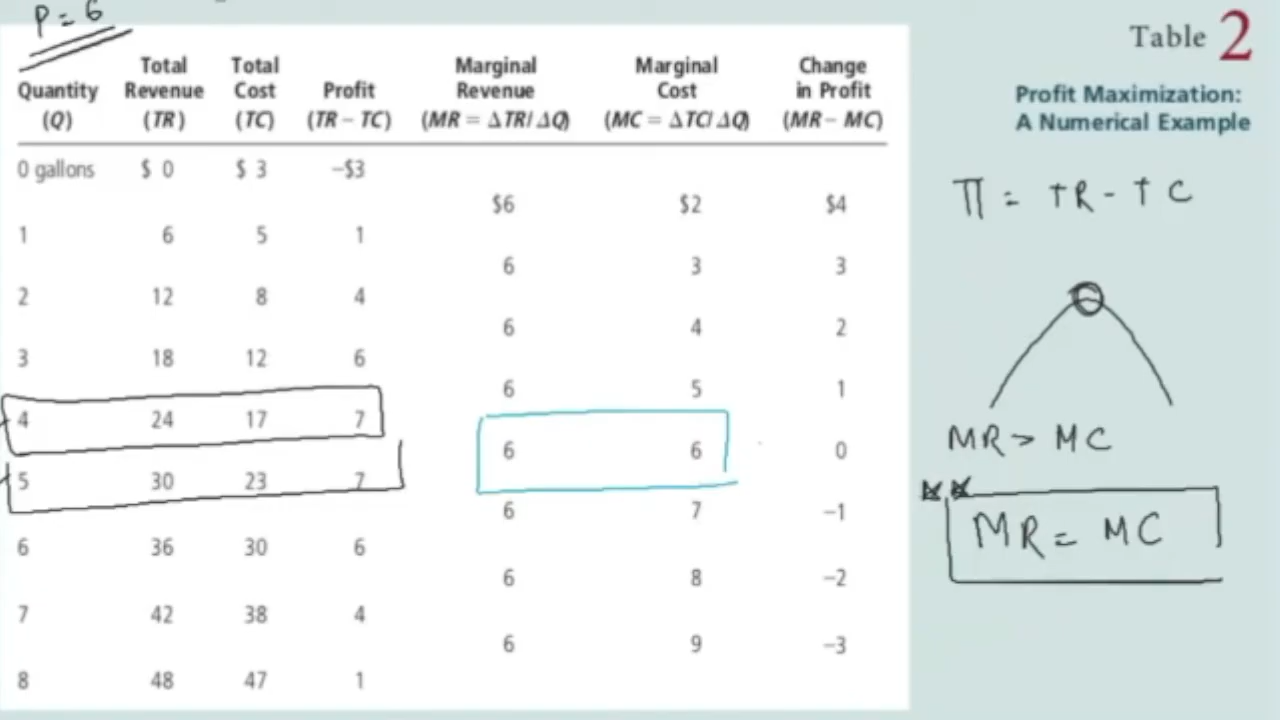 P = 6
Table 2
Profit Maximization:
A Numerical Example
Quantity (Q) Total Revenue (TR) Total Cost (TC) Profit (TR − TC) Marginal Revenue (MR = ΔTR/ΔQ) Marginal Cost (MC = ΔTC/ΔQ) Change in Profit (MR − MC)
0 gallons $ 0 $ 3 −$3
$6 $2 $4
1 6 5 1
6 3 3
2 12 8 4
6 4 2
3 18 12 6
6 5 1
4 24 17 7
6 6 0
5 30 23 7
6 7 −1
6 36 30 6
6 8 −2
7 42 38 4
6 9 −3
8 48 47 1
π = TR - TC
MR > MC
MR = MC